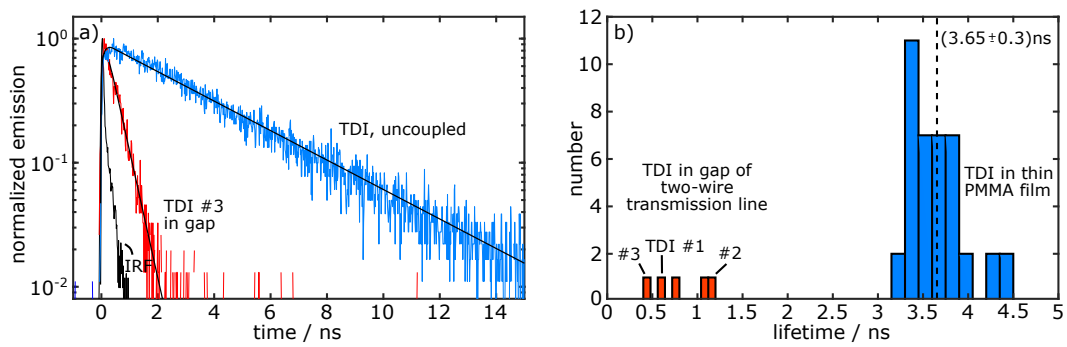 a)
normalized emission
10⁰
10⁻¹
10⁻²
TDI, uncoupled
TDI #3
in gap
IRF
0 2 4 6 8 10 12 14
time / ns
b)
number
12
10
8
6
4
2
0
(3.65±0.3)ns
TDI in gap of
two-wire
transmission line
TDI in thin
PMMA film
#3 TDI #1 #2
0 0.5 1 1.5 2 2.5 3 3.5 4 4.5 5
lifetime / ns